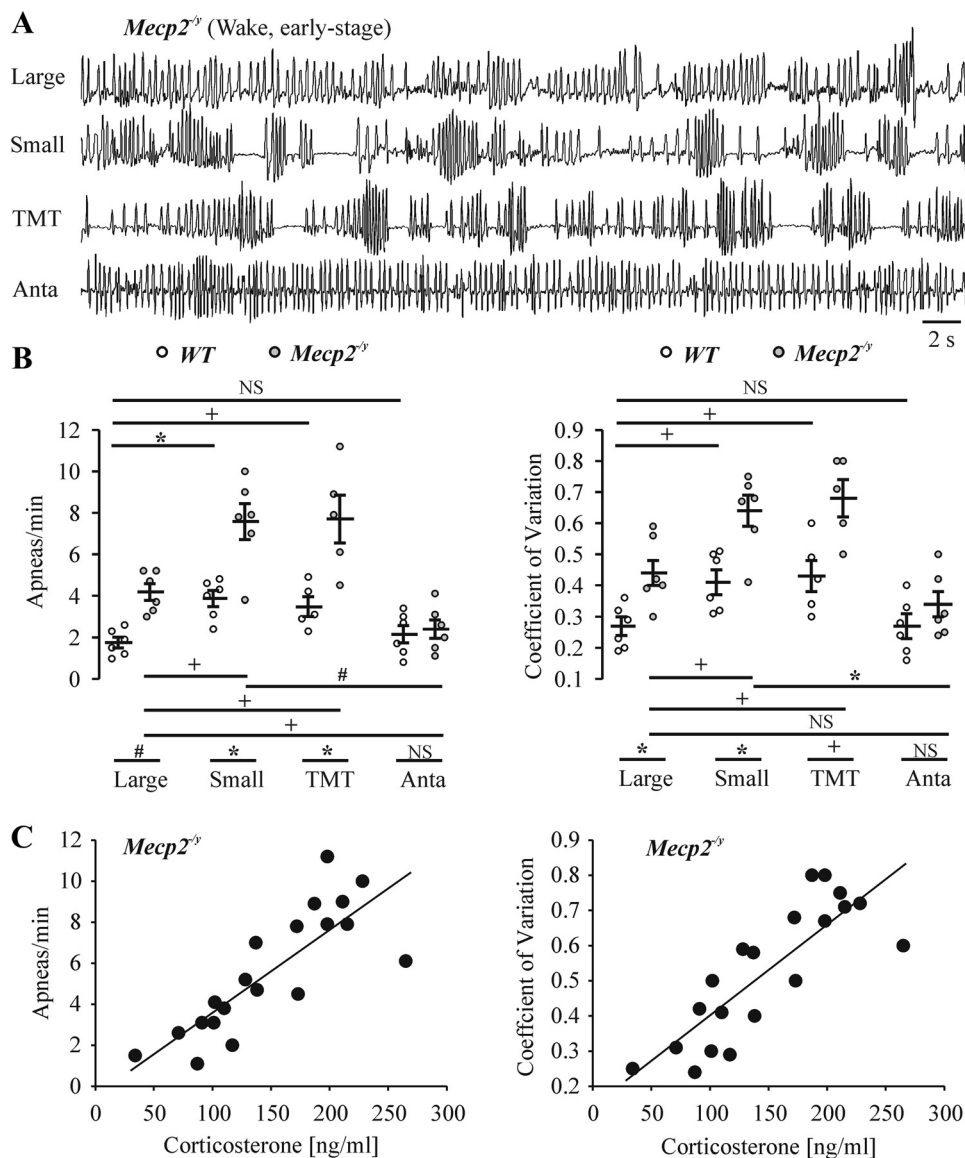 A
Mecp2-/y (Wake, early-stage)
Large
Small
TMT
Anta
2 s
B
WT Mecp2-/y
NS
+
*
12
10
8
6
4
2
0
Apneas/min
+
#
+
+
# * * NS
Large Small TMT Anta
WT Mecp2-/y
NS
+
+
0.9
0.8
0.7
0.6
0.5
0.4
0.3
0.2
0.1
Coefficient of Variation
+
*
+
NS
* * + NS
Large Small TMT Anta
C
Mecp2-/y
12
10
8
6
4
2
0
Apneas/min
0 50 100 150 200 250 300
Corticosterone [ng/ml]
Mecp2-/y
0.9
0.8
0.7
0.6
0.5
0.4
0.3
0.2
Coeffcient of Variation
0 50 100 150 200 250 300
Corticosterone [ng/ml]